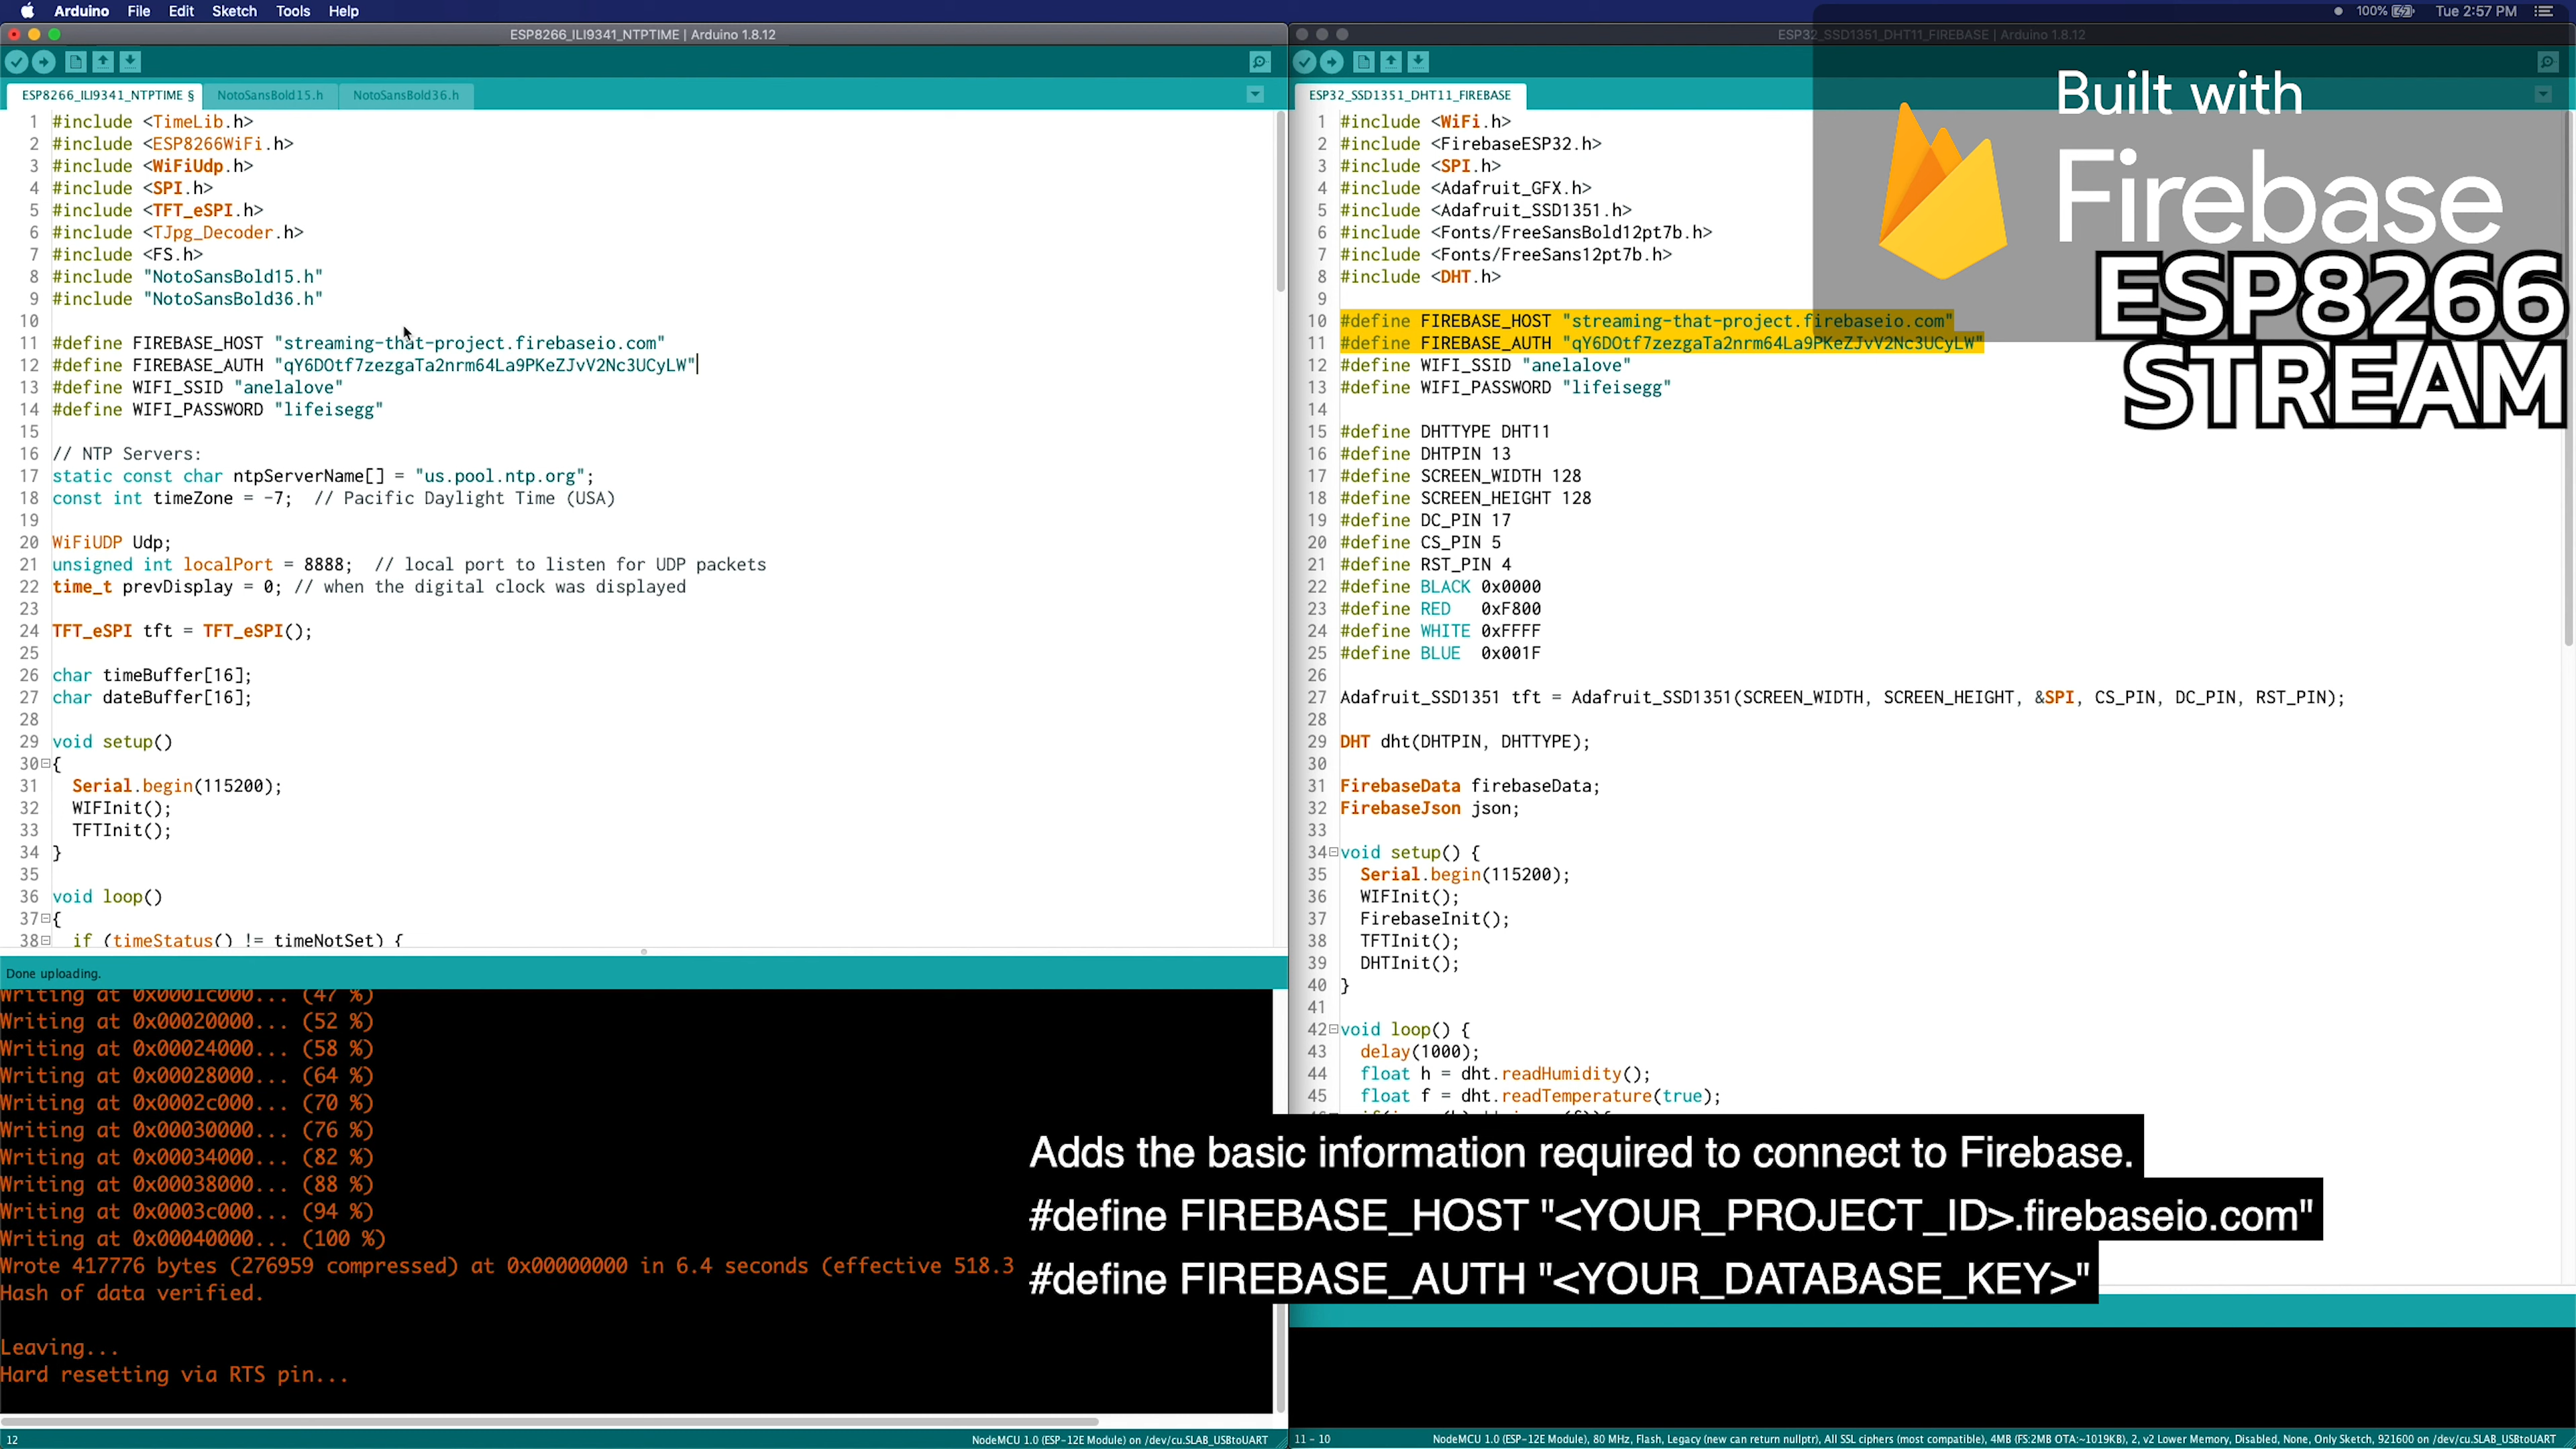 Arduino File Edit Sketch Tools Help
100% Tue 2:57 PM
ESP8266_ILI9341_NTPTIME | Arduino 1.8.12
ESP8266_ILI9341_NTPTIME § NotoSansBold15.h NotoSansBold36.h
1 #include <TimeLib.h>
2 #include <ESP8266WiFi.h>
3 #include <WiFiUdp.h>
4 #include <SPI.h>
5 #include <TFT_eSPI.h>
6 #include <TJpg_Decoder.h>
7 #include <FS.h>
8 #include "NotoSansBold15.h"
9 #include "NotoSansBold36.h"
10
11 #define FIREBASE_HOST "streaming-that-project.firebaseio.com"
12 #define FIREBASE_AUTH "qY6DOtf7zezgaTa2nrm64La9PKeZJvV2Nc3UCyLW"
13 #define WIFI_SSID "anelalove"
14 #define WIFI_PASSWORD "lifeisegg"
15
16 // NTP Servers:
17 static const char ntpServerName[] = "us.pool.ntp.org";
18 const int timeZone = -7;  // Pacific Daylight Time (USA)
19
20 WiFiUDP Udp;
21 unsigned int localPort = 8888;  // local port to listen for UDP packets
22 time_t prevDisplay = 0; // when the digital clock was displayed
23
24 TFT_eSPI tft = TFT_eSPI();
25
26 char timeBuffer[16];
27 char dateBuffer[16];
28
29 void setup()
30 {
31   Serial.begin(115200);
32   WIFInit();
33   TFTInit();
34 }
35
36 void loop()
37 {
38   if (timeStatus() != timeNotSet) {
Done uploading.
Writing at 0x0001c000... (47 %)
Writing at 0x00020000... (52 %)
Writing at 0x00024000... (58 %)
Writing at 0x00028000... (64 %)
Writing at 0x0002c000... (70 %)
Writing at 0x00030000... (76 %)
Writing at 0x00034000... (82 %)
Writing at 0x00038000... (88 %)
Writing at 0x0003c000... (94 %)
Writing at 0x00040000... (100 %)
Wrote 417776 bytes (276959 compressed) at 0x00000000 in 6.4 seconds (effective 518.3
Hash of data verified.
Leaving...
Hard resetting via RTS pin...
12 NodeMCU 1.0 (ESP-12E Module) on /dev/cu.SLAB_USBtoUART
ESP32_SSD1351_DHT11_FIREBASE | Arduino 1.8.12
ESP32_SSD1351_DHT11_FIREBASE
1 #include <WiFi.h>
2 #include <FirebaseESP32.h>
3 #include <SPI.h>
4 #include <Adafruit_GFX.h>
5 #include <Adafruit_SSD1351.h>
6 #include <Fonts/FreeSansBold12pt7b.h>
7 #include <Fonts/FreeSans12pt7b.h>
8 #include <DHT.h>
9
10 #define FIREBASE_HOST "streaming-that-project.firebaseio.com"
11 #define FIREBASE_AUTH "qY6DOtf7zezgaTa2nrm64La9PKeZJvV2Nc3UCyLW"
12 #define WIFI_SSID "anelalove"
13 #define WIFI_PASSWORD "lifeisegg"
14
15 #define DHTTYPE DHT11
16 #define DHTPIN 13
17 #define SCREEN_WIDTH 128
18 #define SCREEN_HEIGHT 128
19 #define DC_PIN 17
20 #define CS_PIN 5
21 #define RST_PIN 4
22 #define BLACK 0x0000
23 #define RED   0xF800
24 #define WHITE 0xFFFF
25 #define BLUE  0x001F
26
27 Adafruit_SSD1351 tft = Adafruit_SSD1351(SCREEN_WIDTH, SCREEN_HEIGHT, &SPI, CS_PIN, DC_PIN, RST_PIN);
28
29 DHT dht(DHTPIN, DHTTYPE);
30
31 FirebaseData firebaseData;
32 FirebaseJson json;
33
34 void setup() {
35   Serial.begin(115200);
36   WIFInit();
37   FirebaseInit();
38   TFTInit();
39   DHTInit();
40 }
41
42 void loop() {
43   delay(1000);
44   float h = dht.readHumidity();
45   float f = dht.readTemperature(true);
Built with
Firebase
ESP8266
STREAM
Adds the basic information required to connect to Firebase.
#define FIREBASE_HOST "<YOUR_PROJECT_ID>.firebaseio.com"
#define FIREBASE_AUTH "<YOUR_DATABASE_KEY>"
11 - 10 NodeMCU 1.0 (ESP-12E Module), 80 MHz, Flash, Legacy (new can return nullptr), All SSL ciphers (most compatible), 4MB (FS:2MB OTA:~1019KB), 2, v2 Lower Memory, Disabled, None, Only Sketch, 921600 on /dev/cu.SLAB_USBtoUART